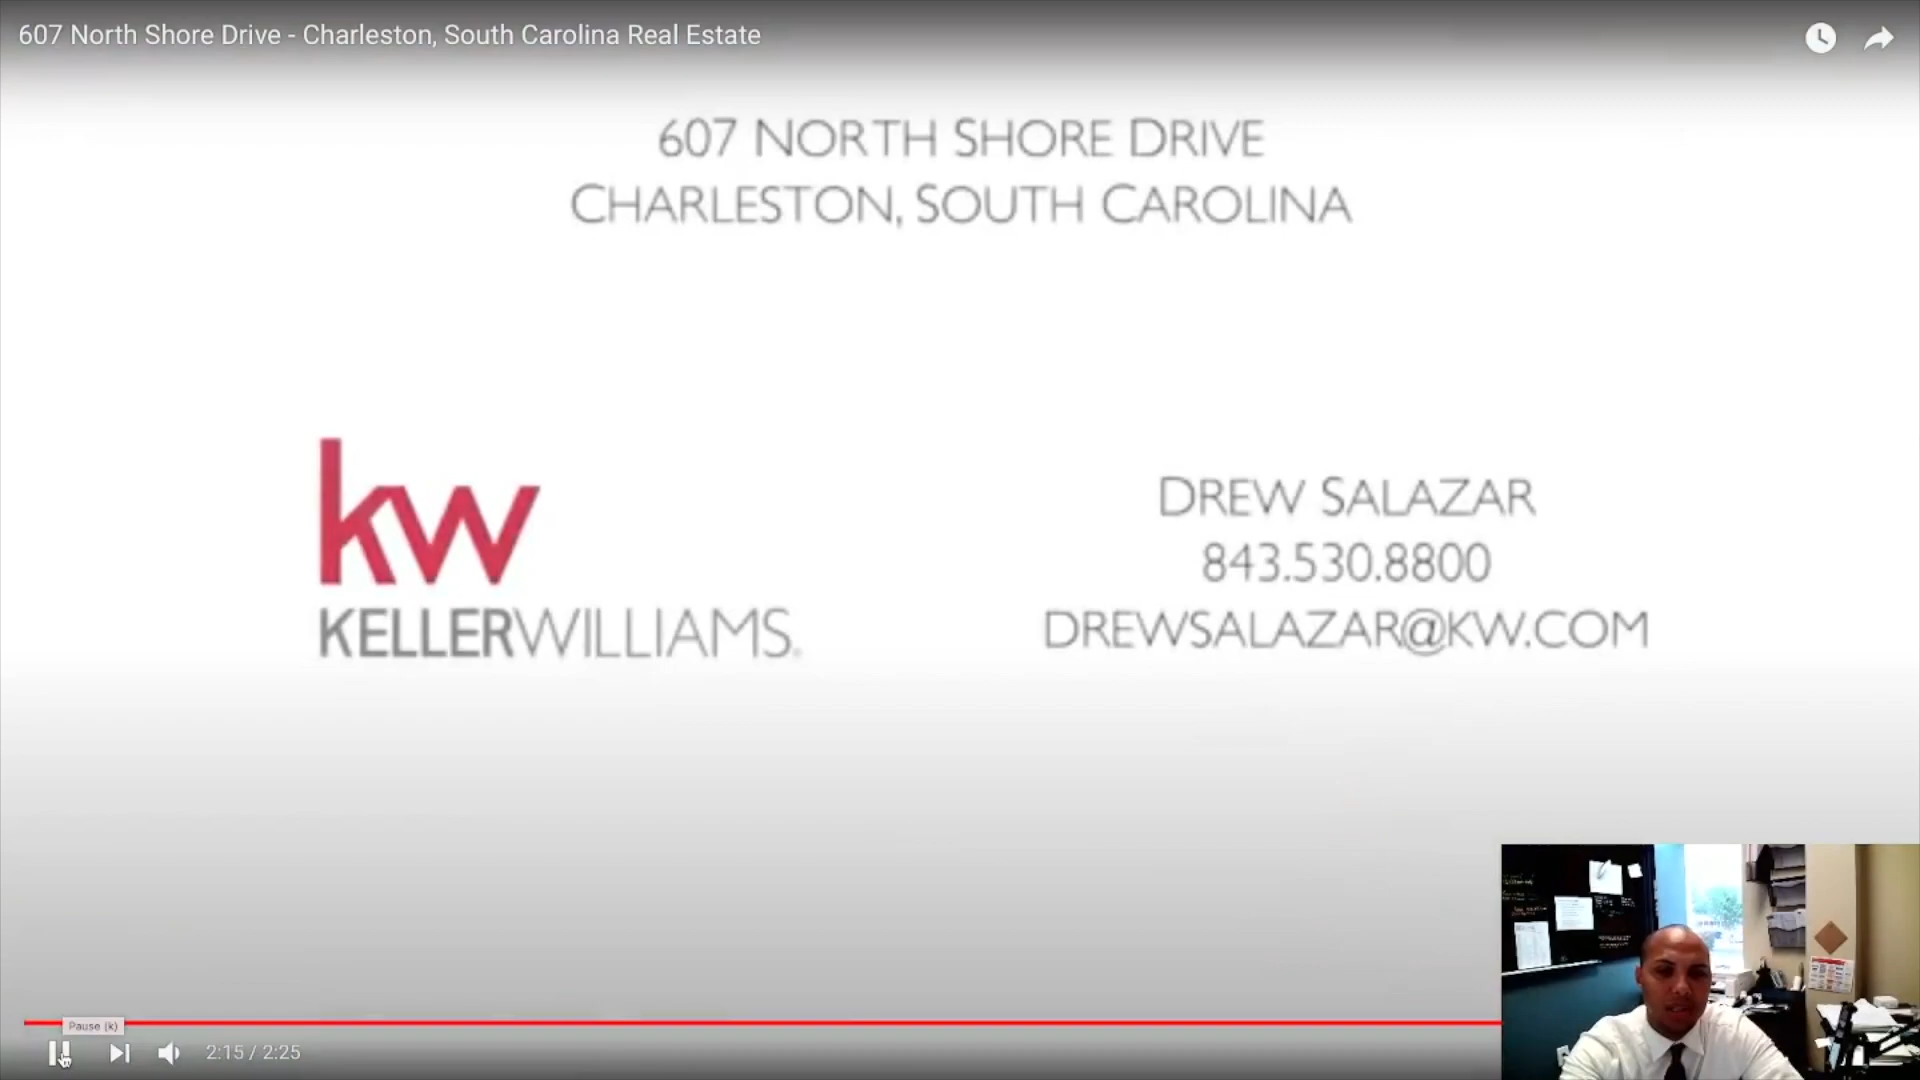 607 North Shore Drive - Charleston, South Carolina Real Estate
607 NORTH SHORE DRIVE
CHARLESTON, SOUTH CAROLINA
kw
KELLERWILLIAMS.
DREW SALAZAR
843.530.8800
DREWSALAZAR@KW.COM
Pause (k)
2:15 / 2:25